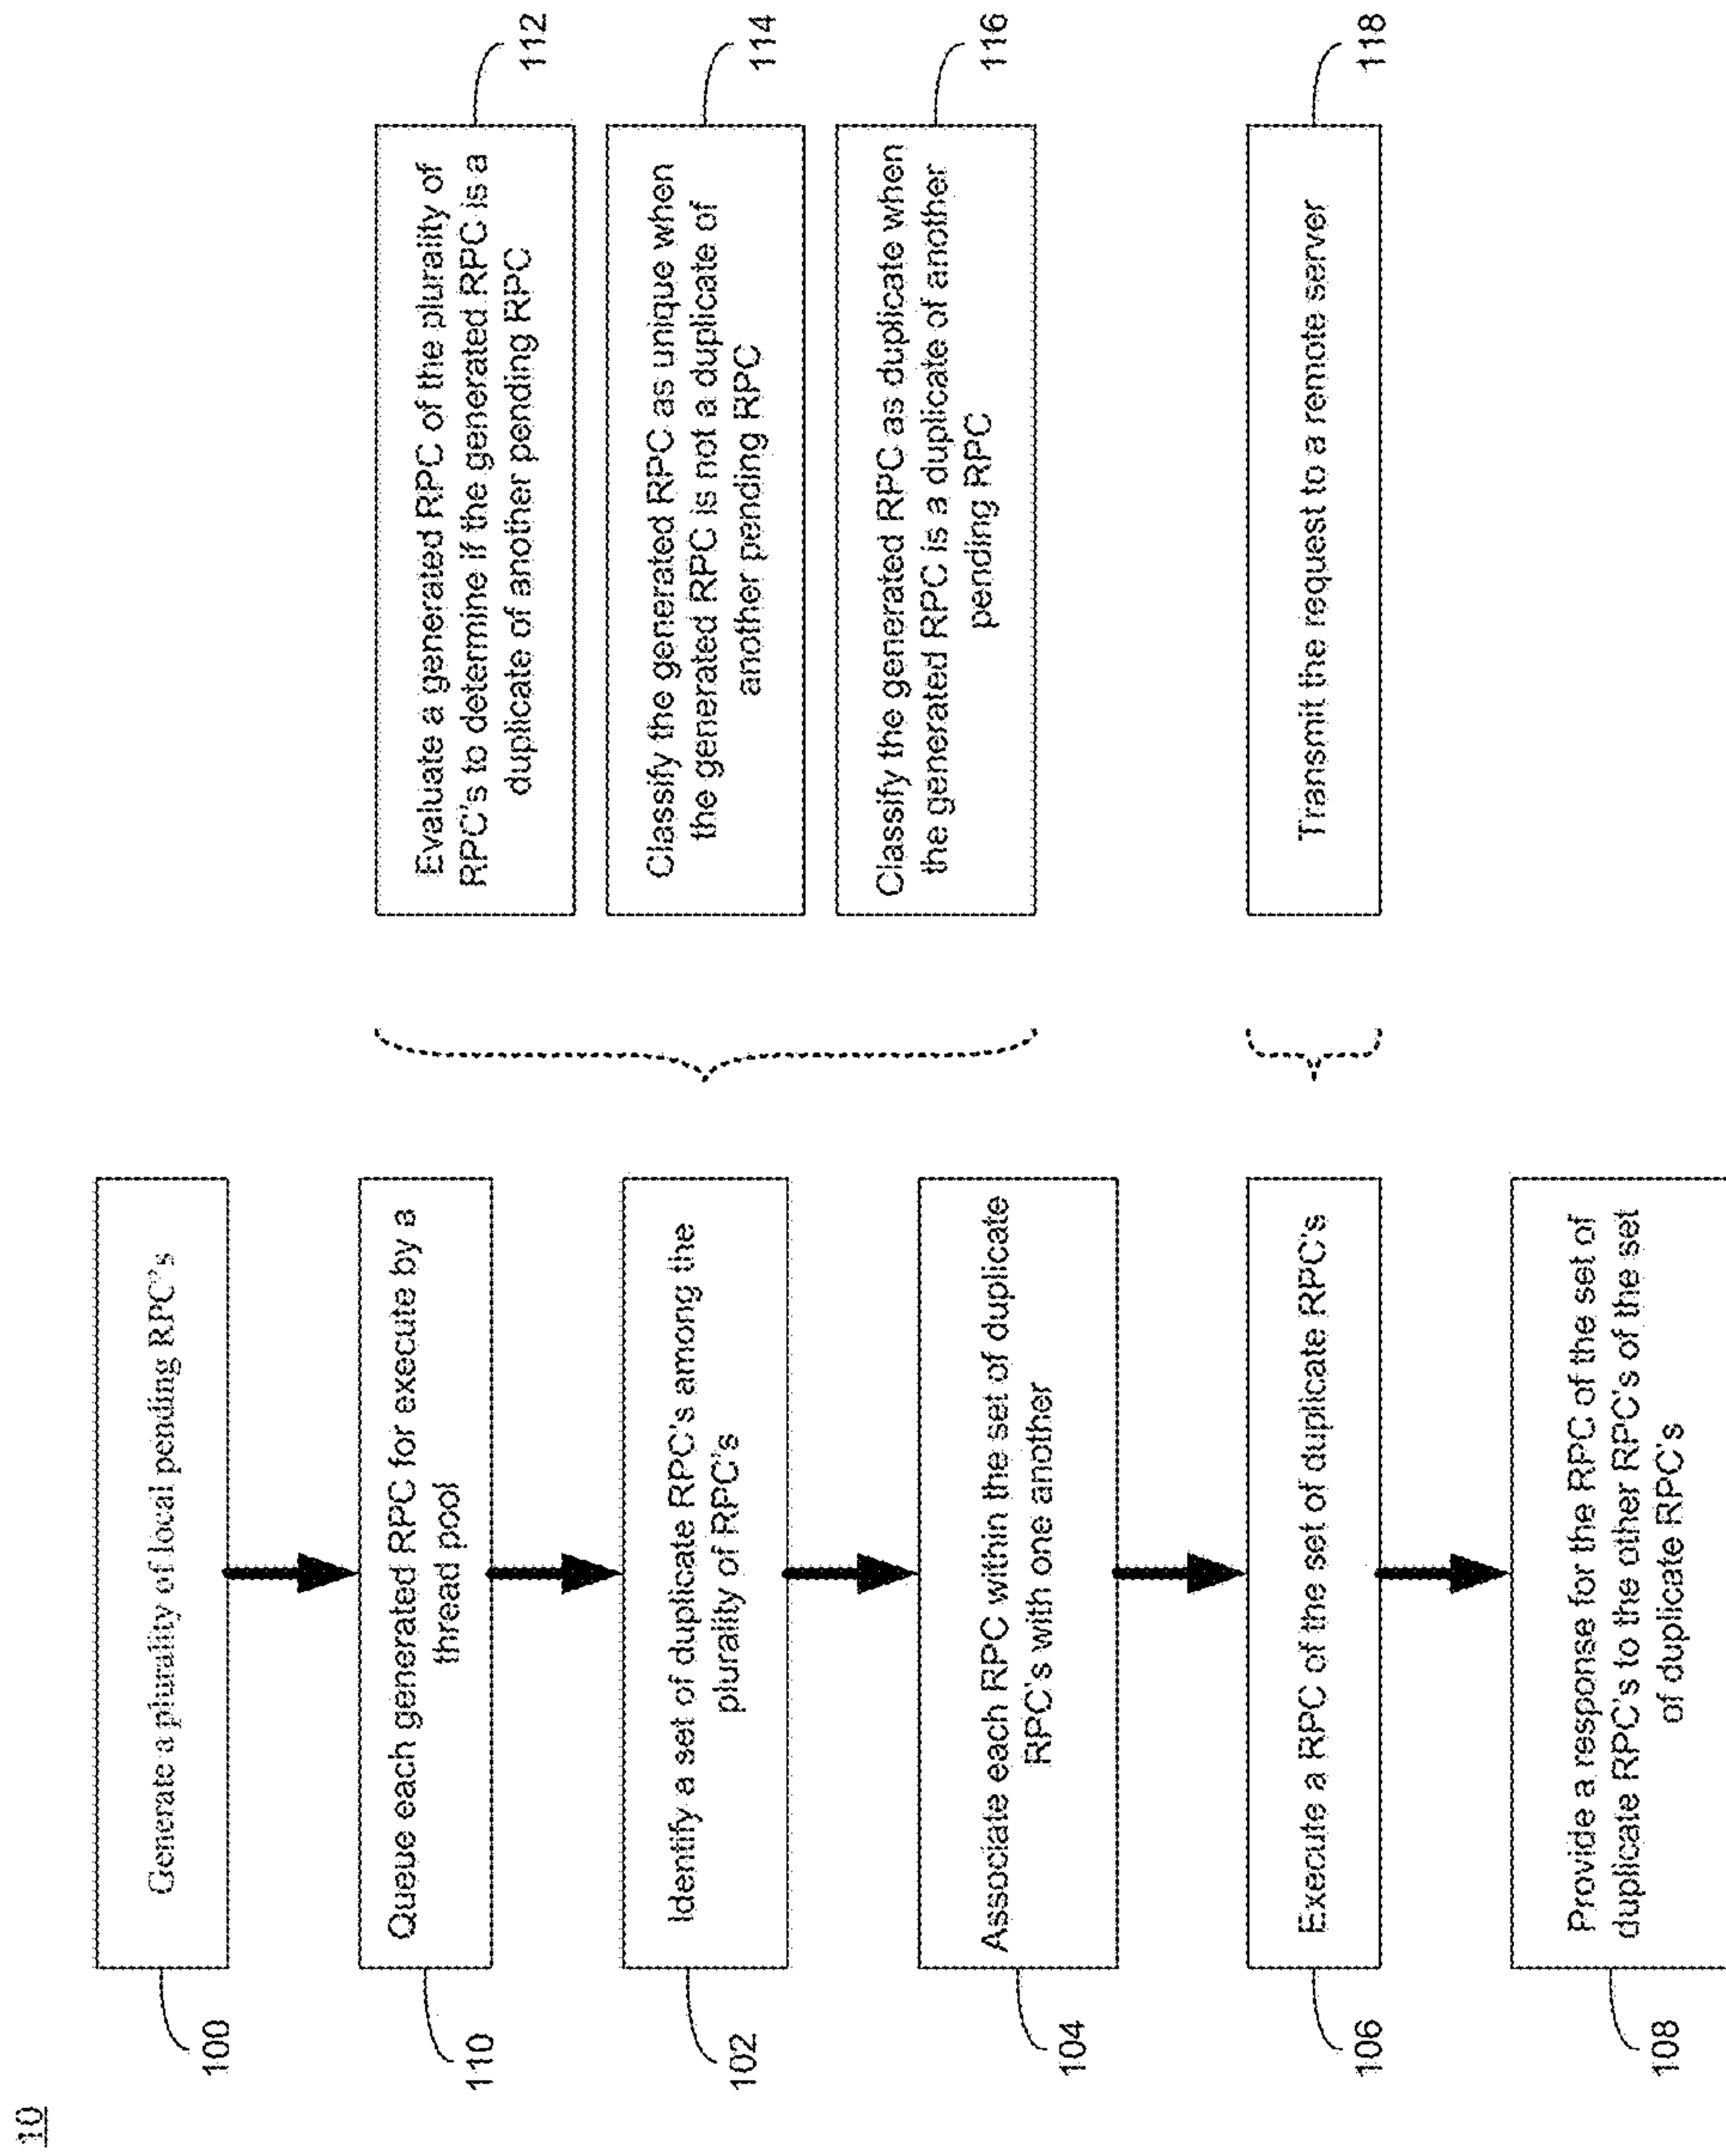 10
100
Generate a plurality of local pending RPC's
110
Queue each generated RPC for execute by a
thread pool
102
Identify a set of duplicate RPC's among the
plurality of RPC's
104
Associate each RPC within the set of duplicate
RPC's with one another
106
Execute a RPC of the set of duplicate RPC's
108
Provide a response for the RPC of the set of
duplicate RPC's to the other RPC's of the set
of duplicate RPC's
Evaluate a generated RPC of the plurality of
RPC's to determine if the generated RPC is a
duplicate of another pending RPC
112
Classify the generated RPC as unique when
the generated RPC is not a duplicate of
another pending RPC
114
Classify the generated RPC as duplicate when
the generated RPC is a duplicate of another
pending RPC
116
Transmit the request to a remote server
118